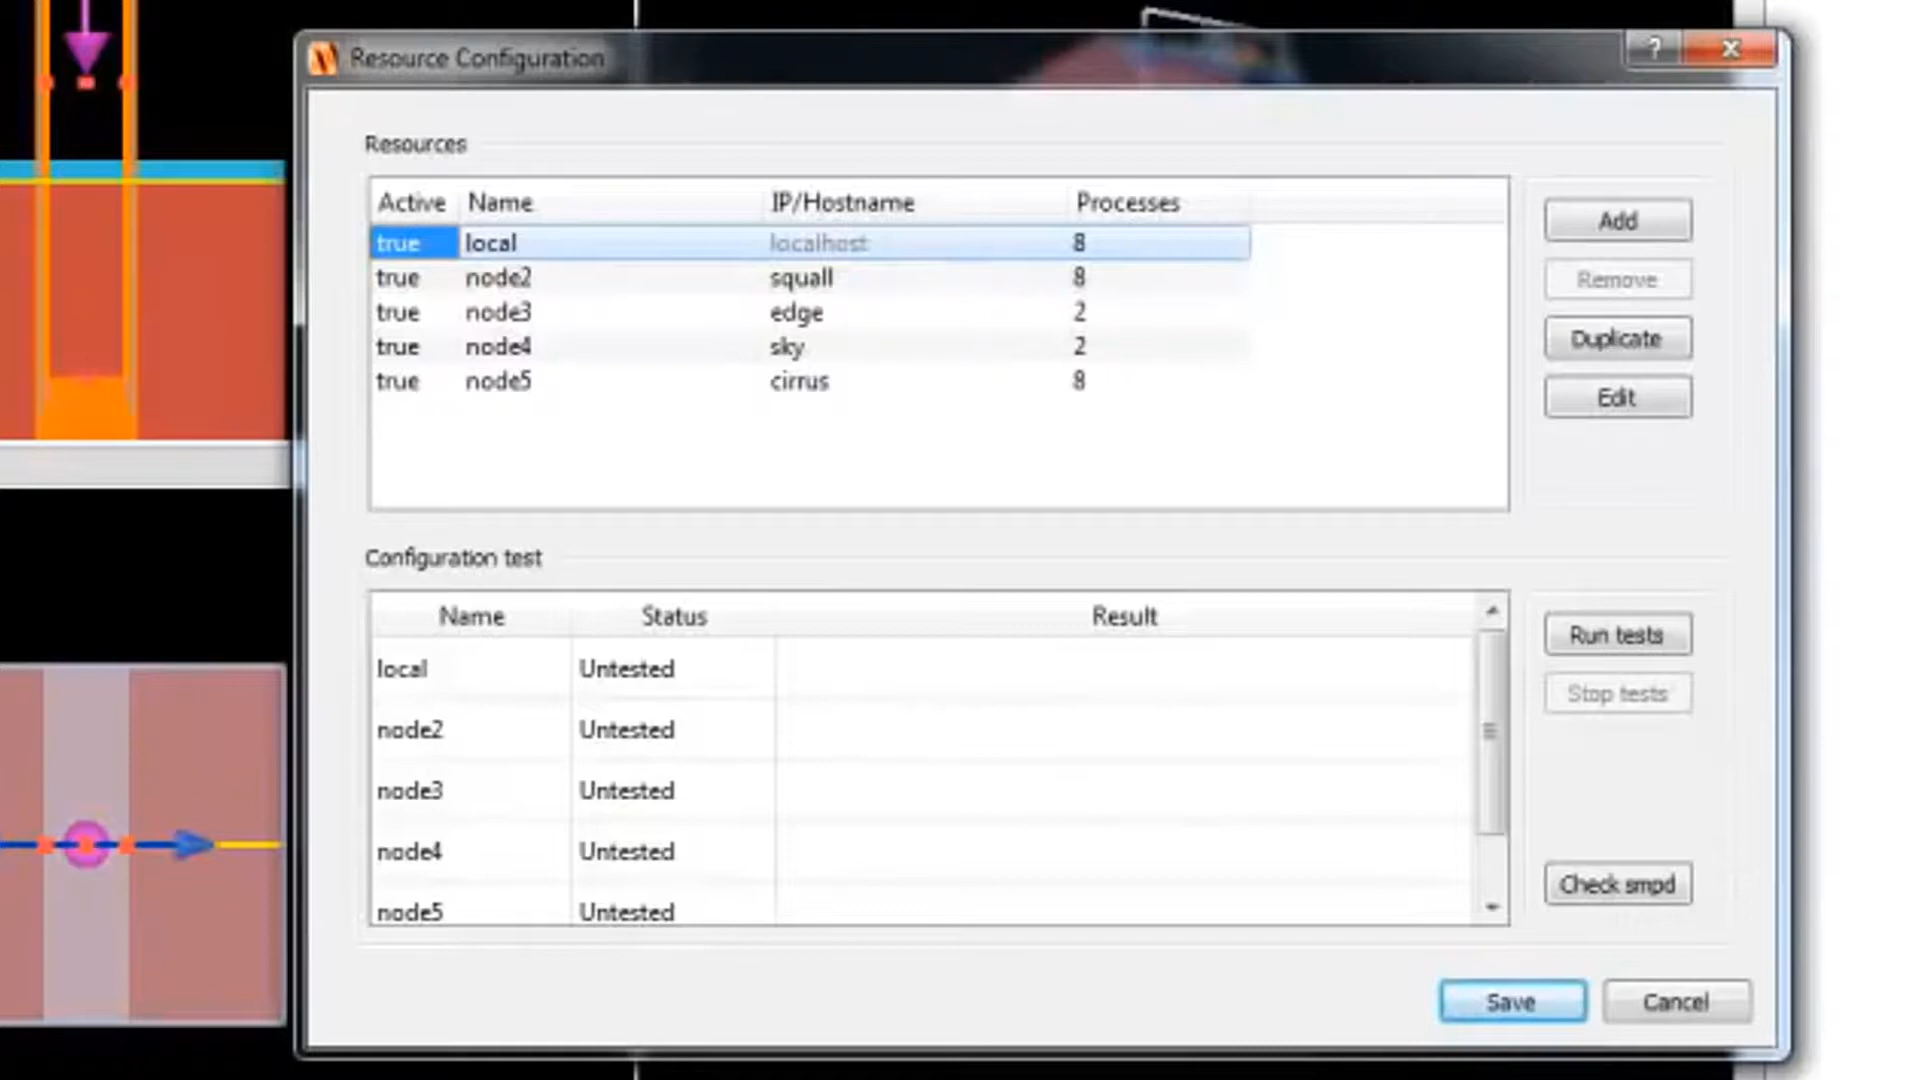 Resource Configuration
?
Resources
Active Name IP/Hostname Processes
true local localhost 8
true node2 squall 8
true node3 edge 2
true node4 sky 2
true node5 cirrus 8
Add
Remove
Duplicate
Edit
Configuration test
Name Status Result
local Untested
node2 Untested
node3 Untested
node4 Untested
node5 Untested
Run tests
Stop tests
Check smpd
Save Cancel